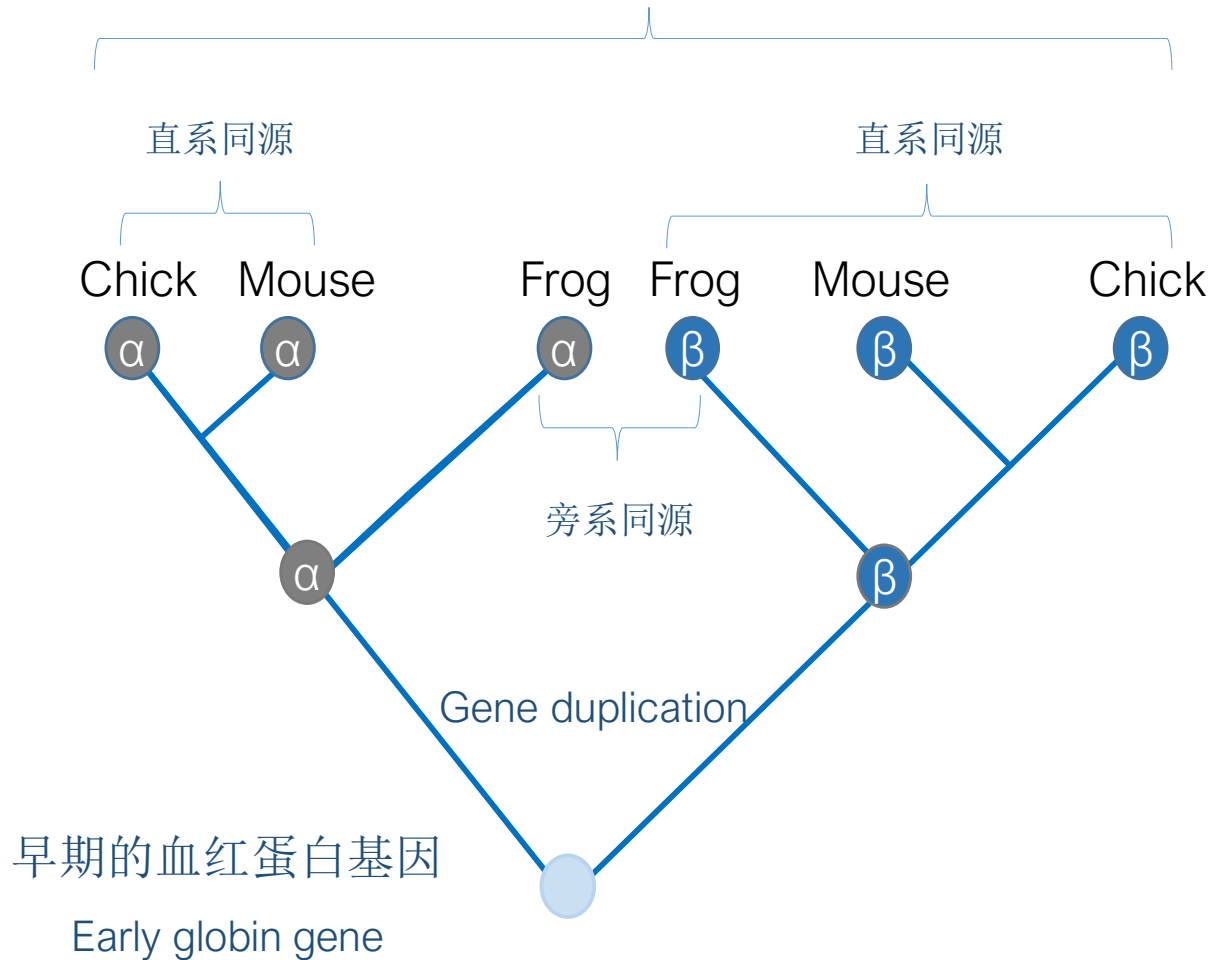 直系同源
直系同源
Chick Mouse Frog Frog Mouse Chick
α α α β β β
旁系同源
α β
Gene duplication
早期的血红蛋白基因
Early globin gene